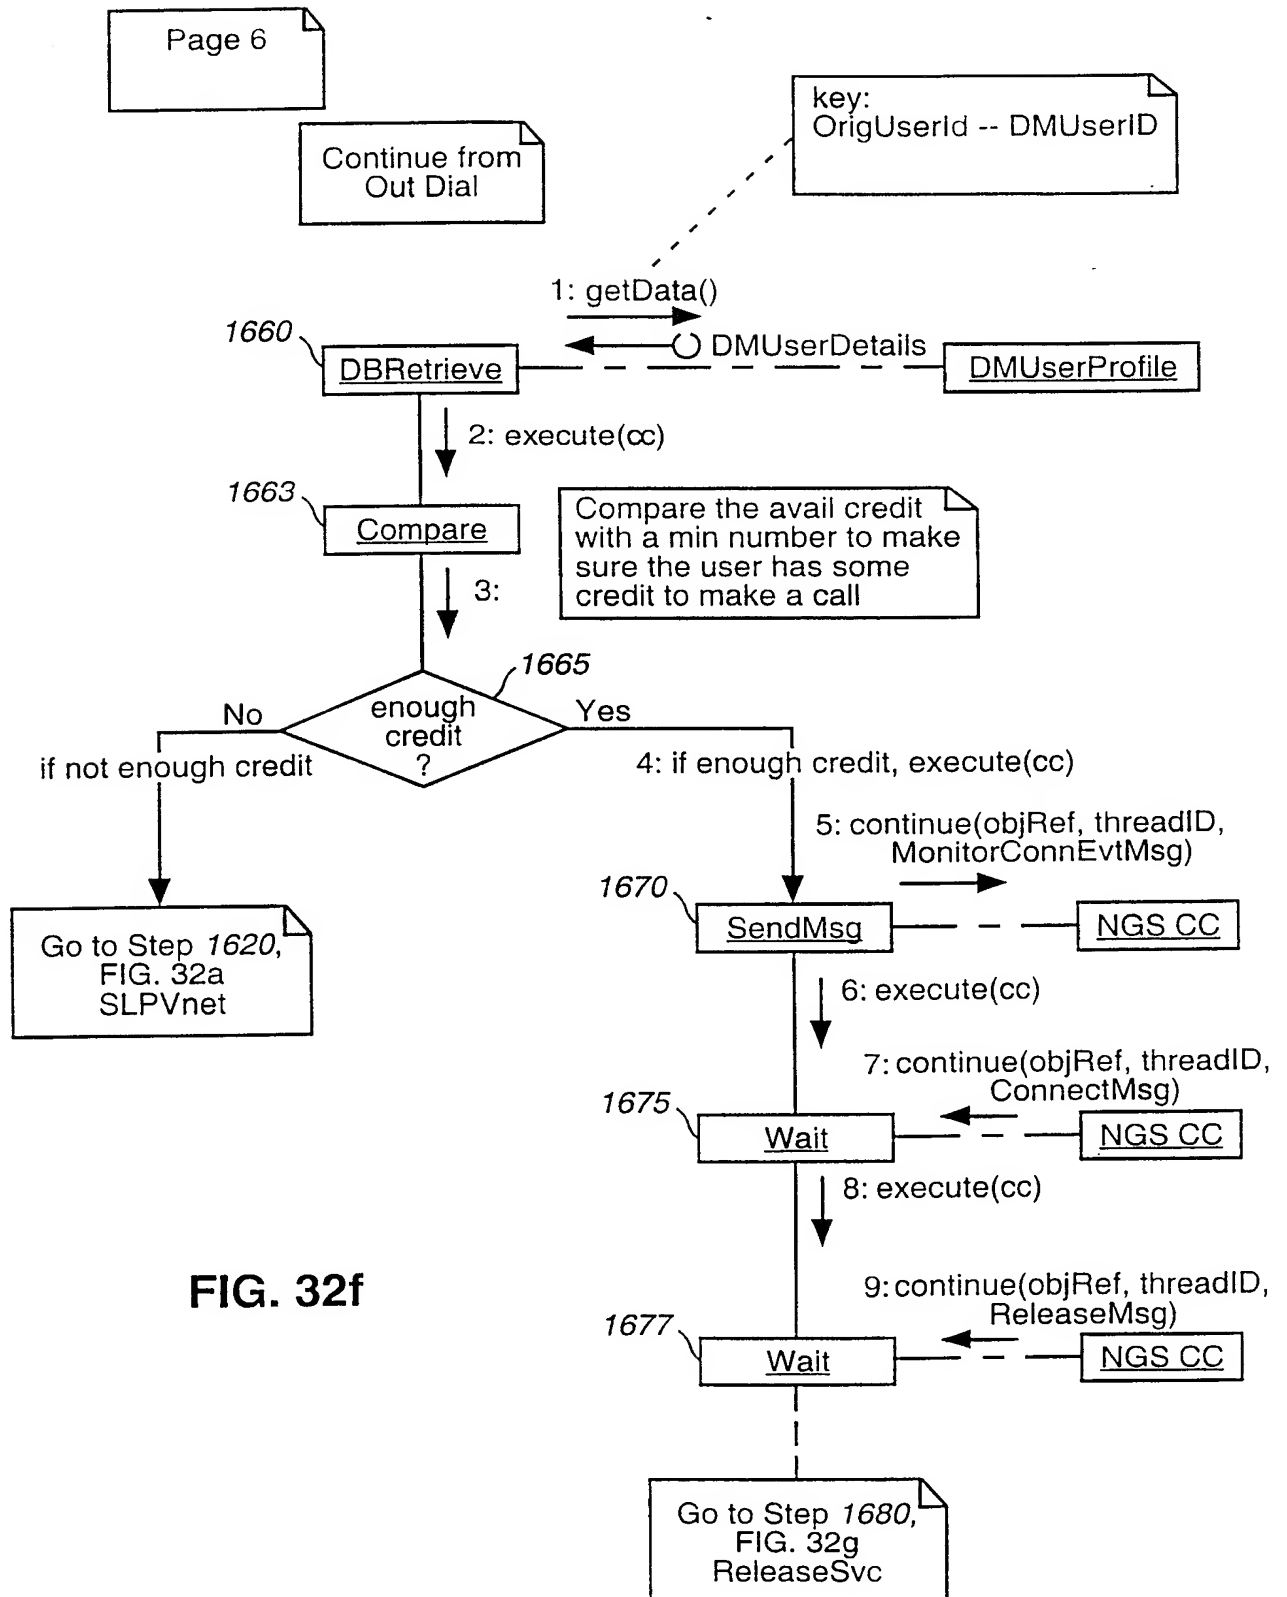 Page 6
Continue from
Out Dial
key:
OrigUserId -- DMUserID
1: getData()
DMUserDetails
1660
DBRetrieve
DMUserProfile
2: execute(cc)
1663
Compare
Compare the avail credit
with a min number to make
sure the user has some
credit to make a call
3:
1665
enough
credit
?
No
Yes
if not enough credit
4: if enough credit, execute(cc)
5: continue(objRef, threadID,
MonitorConnEvtMsg)
1670
SendMsg
NGS CC
Go to Step 1620,
FIG. 32a
SLPVnet
6: execute(cc)
7: continue(objRef, threadID,
ConnectMsg)
1675
Wait
NGS CC
8: execute(cc)
FIG. 32f
9: continue(objRef, threadID,
ReleaseMsg)
1677
Wait
NGS CC
Go to Step 1680,
FIG. 32g
ReleaseSvc